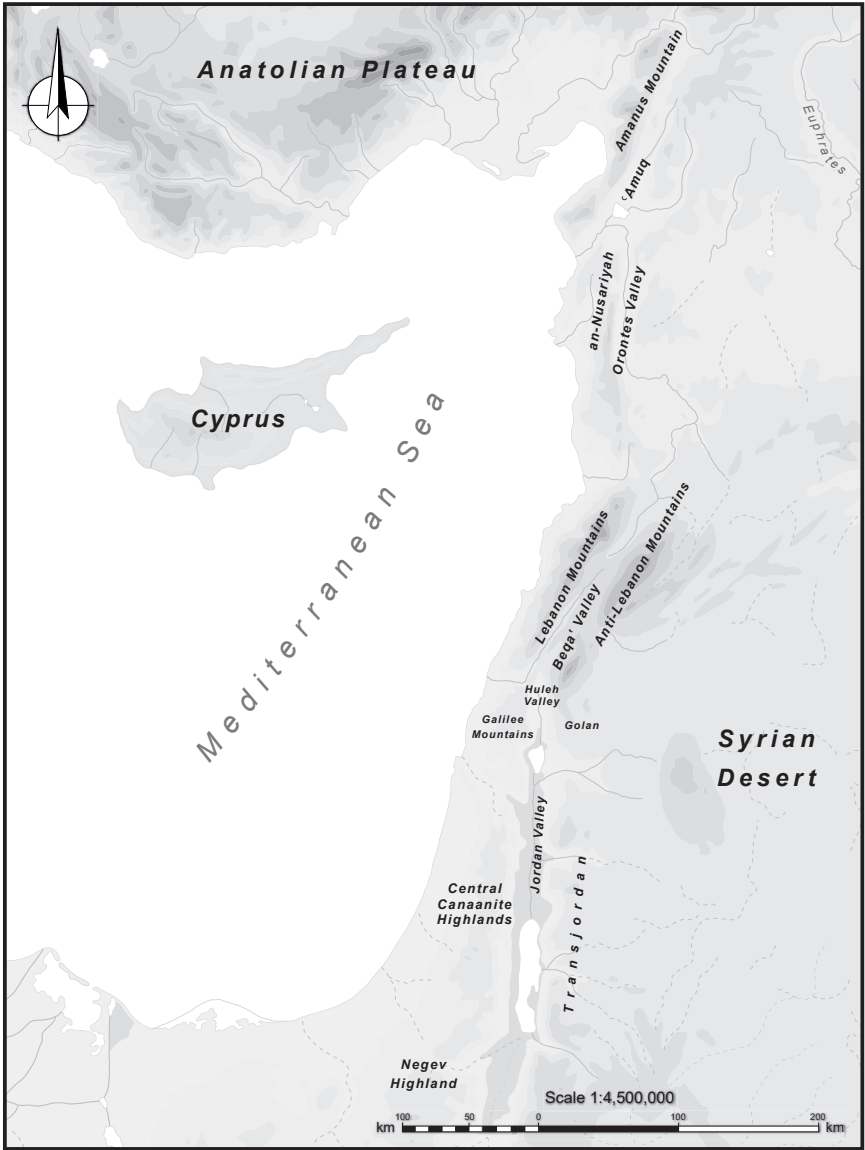 Anatolian Plateau
Amanus Mountain
Euphrates
ʿAmuq
an-Nusariyah
Orontes Valley
Cyprus
Mediterranean Sea
Lebanon Mountains
Beqaʿ Valley
Anti-Lebanon Mountains
Huleh
Valley
Galilee
Mountains
Golan
Syrian
Desert
Jordan Valley
Central
Canaanite
Highlands
Transjordan
Negev
Highland
Scale 1:4,500,000
100 50 0 100 200
km km